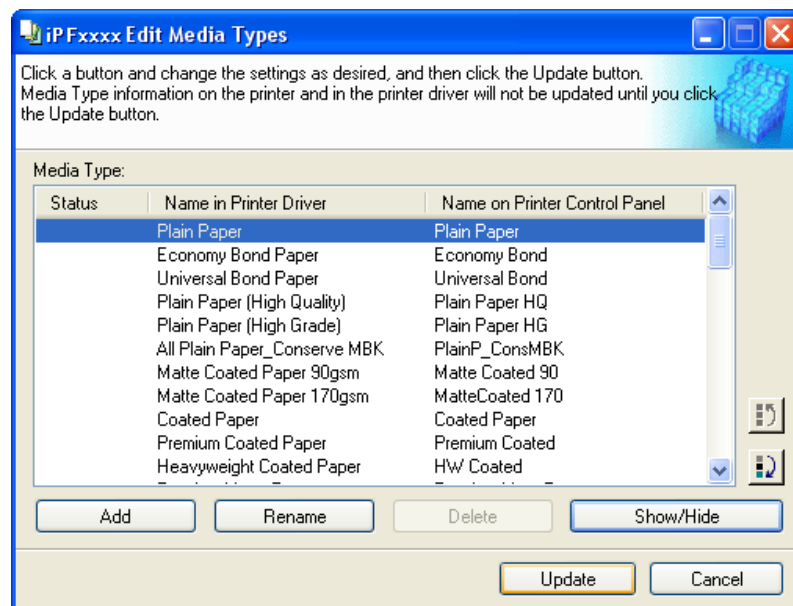 iPFxxxx Edit Media Types
Click a button and change the settings as desired, and then click the Update button.
Media Type information on the printer and in the printer driver will not be updated until you click
the Update button.
Media Type:
Status Name in Printer Driver Name on Printer Control Panel
Plain Paper Plain Paper
Economy Bond Paper Economy Bond
Universal Bond Paper Universal Bond
Plain Paper (High Quality) Plain Paper HQ
Plain Paper (High Grade) Plain Paper HG
All Plain Paper_Conserve MBK PlainP_ConsMBK
Matte Coated Paper 90gsm Matte Coated 90
Matte Coated Paper 170gsm MatteCoated 170
Coated Paper Coated Paper
Premium Coated Paper Premium Coated
Heavyweight Coated Paper HW Coated
Add Rename Delete Show/Hide
Update Cancel